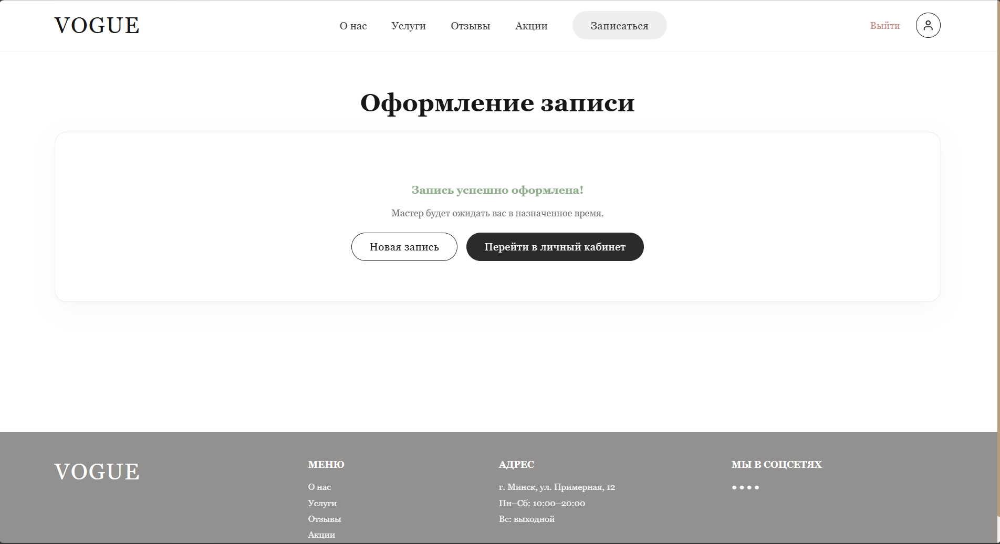 VOGUE
О нас Услуги Отзывы Акции Записаться Выйти
Оформление записи
Запись успешно оформлена!
Мастер будет ожидать вас в назначенное время.
Новая запись Перейти в личный кабинет
VOGUE
МЕНЮ
О нас
Услуги
Отзывы
Акции
АДРЕС
г. Минск, ул. Примерная, 12
Пн–Сб: 10:00–20:00
Вс: выходной
МЫ В СОЦСЕТЯХ